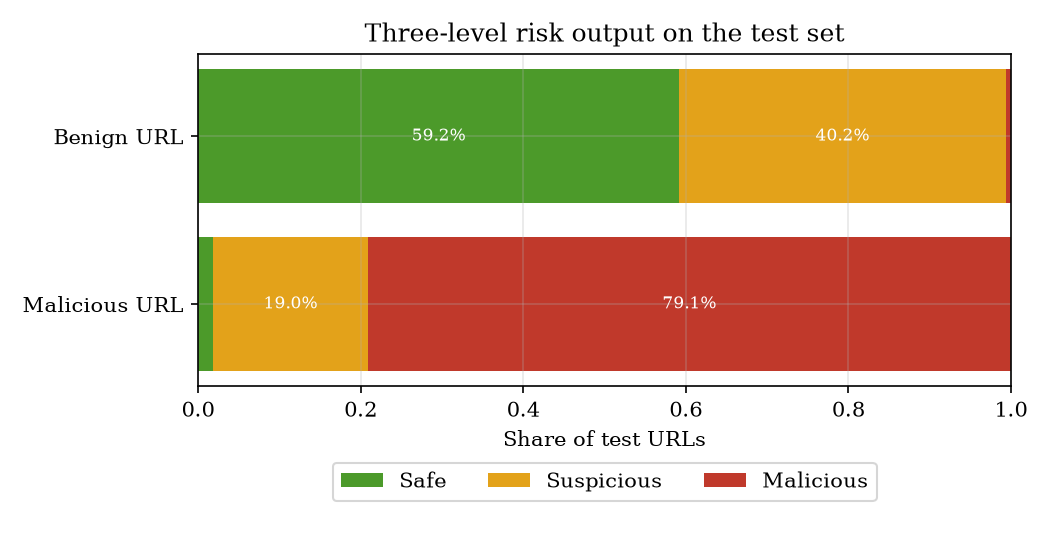 Three-level risk output on the test set
Benign URL
59.2%
40.2%
Malicious URL
19.0%
79.1%
0.0 0.2 0.4 0.6 0.8 1.0
Share of test URLs
Safe Suspicious Malicious